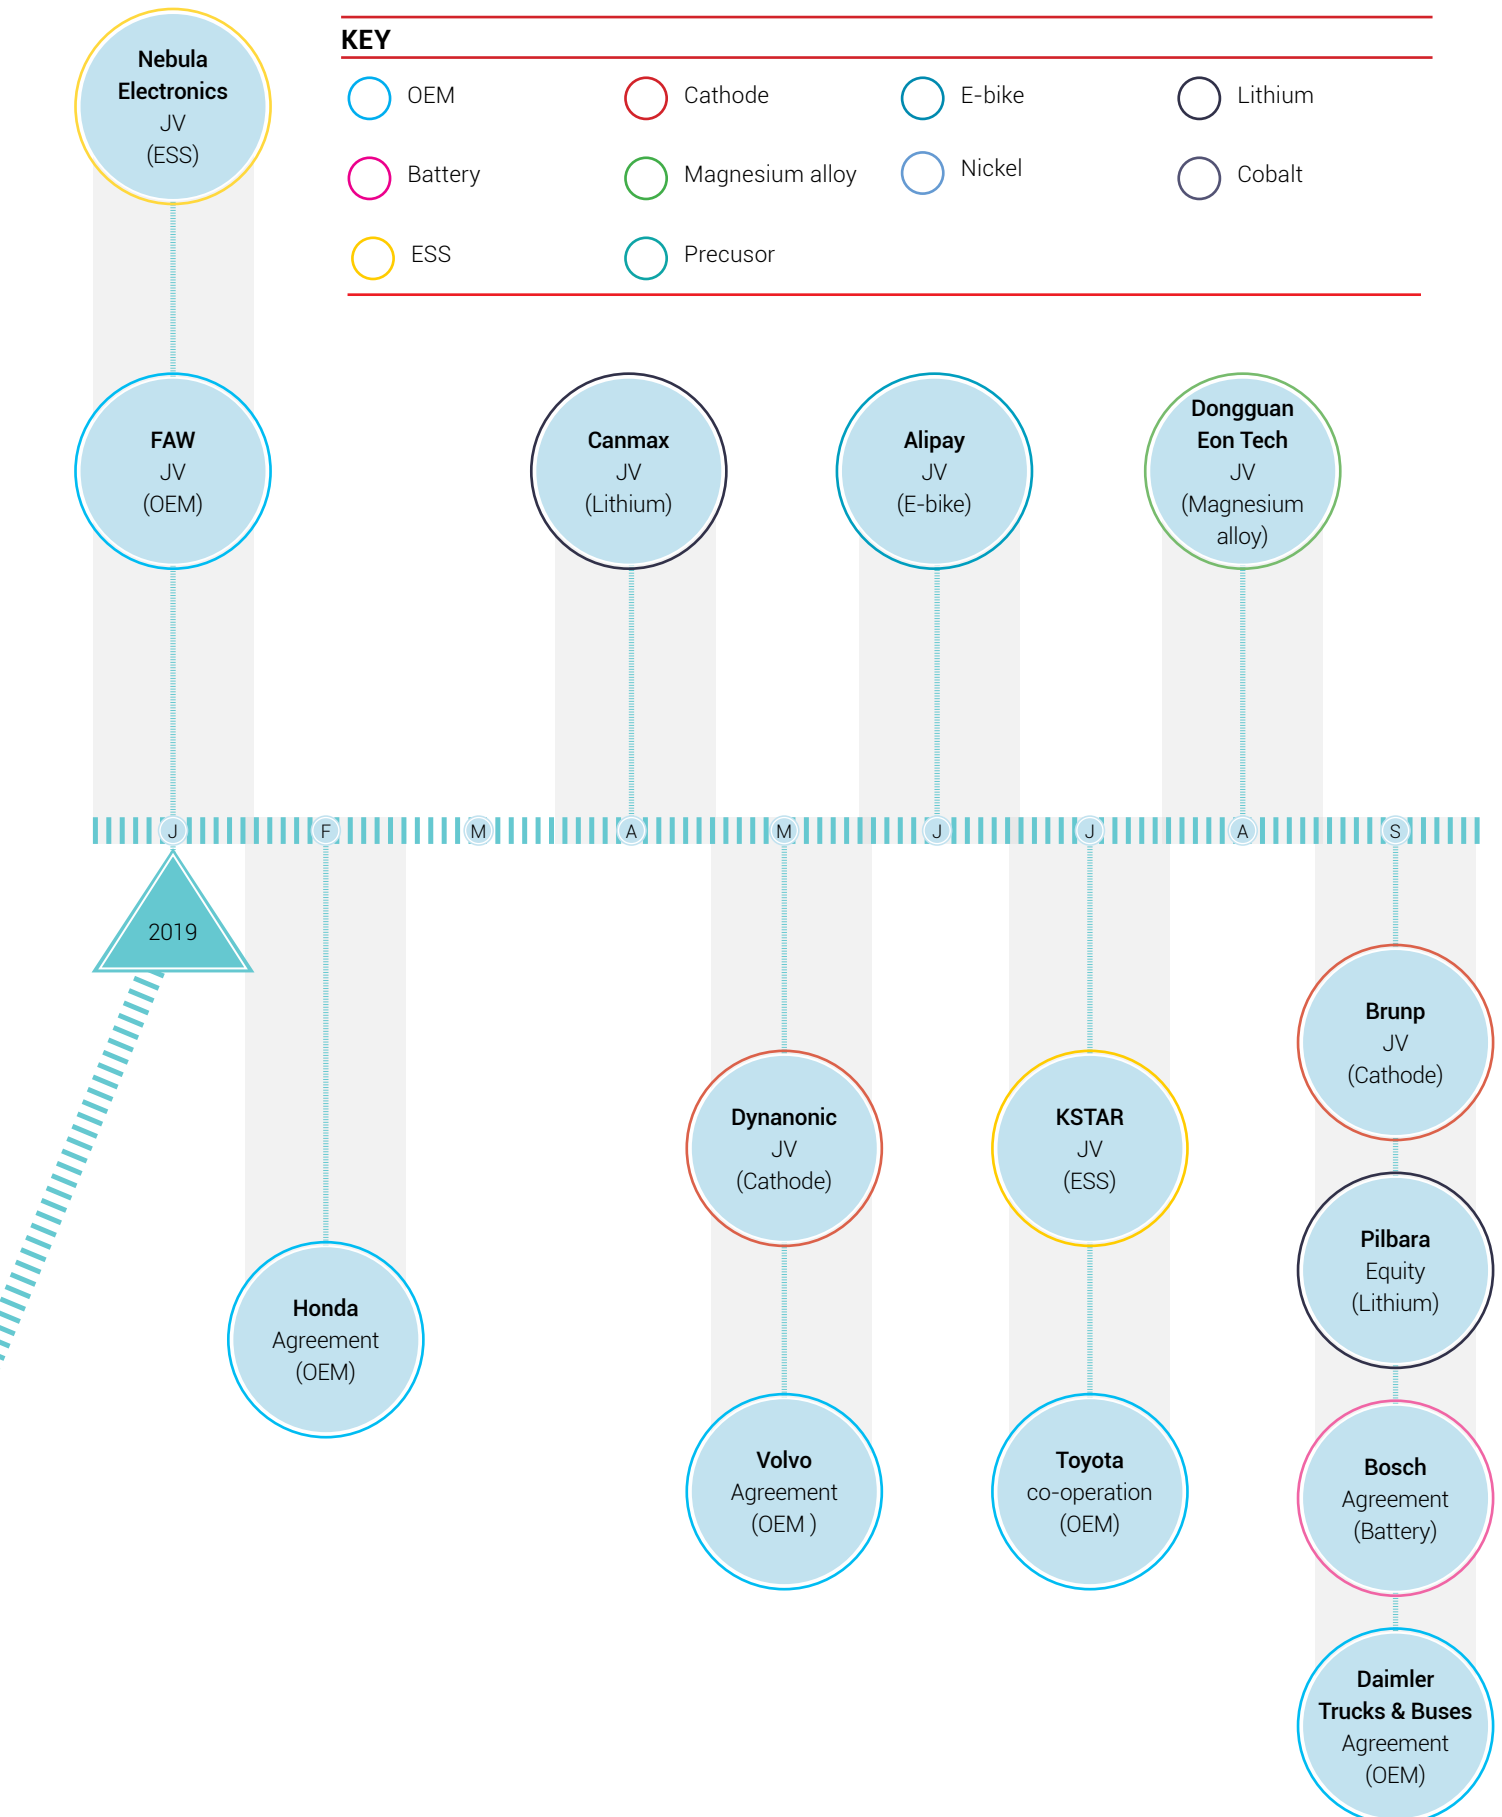 Nebula
Electronics
JV
(ESS)
KEY
OEM
Cathode
E-bike
Lithium
Battery
Magnesium alloy
Nickel
Cobalt
ESS
Precusor
FAW
JV
(OEM)
Canmax
JV
(Lithium)
Alipay
JV
(E-bike)
Dongguan
Eon Tech
JV
(Magnesium
alloy)
J F M A M J J A S
2019
Honda
Agreement
(OEM)
Dynanonic
JV
(Cathode)
Volvo
Agreement
(OEM )
KSTAR
JV
(ESS)
Toyota
co-operation
(OEM)
Brunp
JV
(Cathode)
Pilbara
Equity
(Lithium)
Bosch
Agreement
(Battery)
Daimler
Trucks & Buses
Agreement
(OEM)